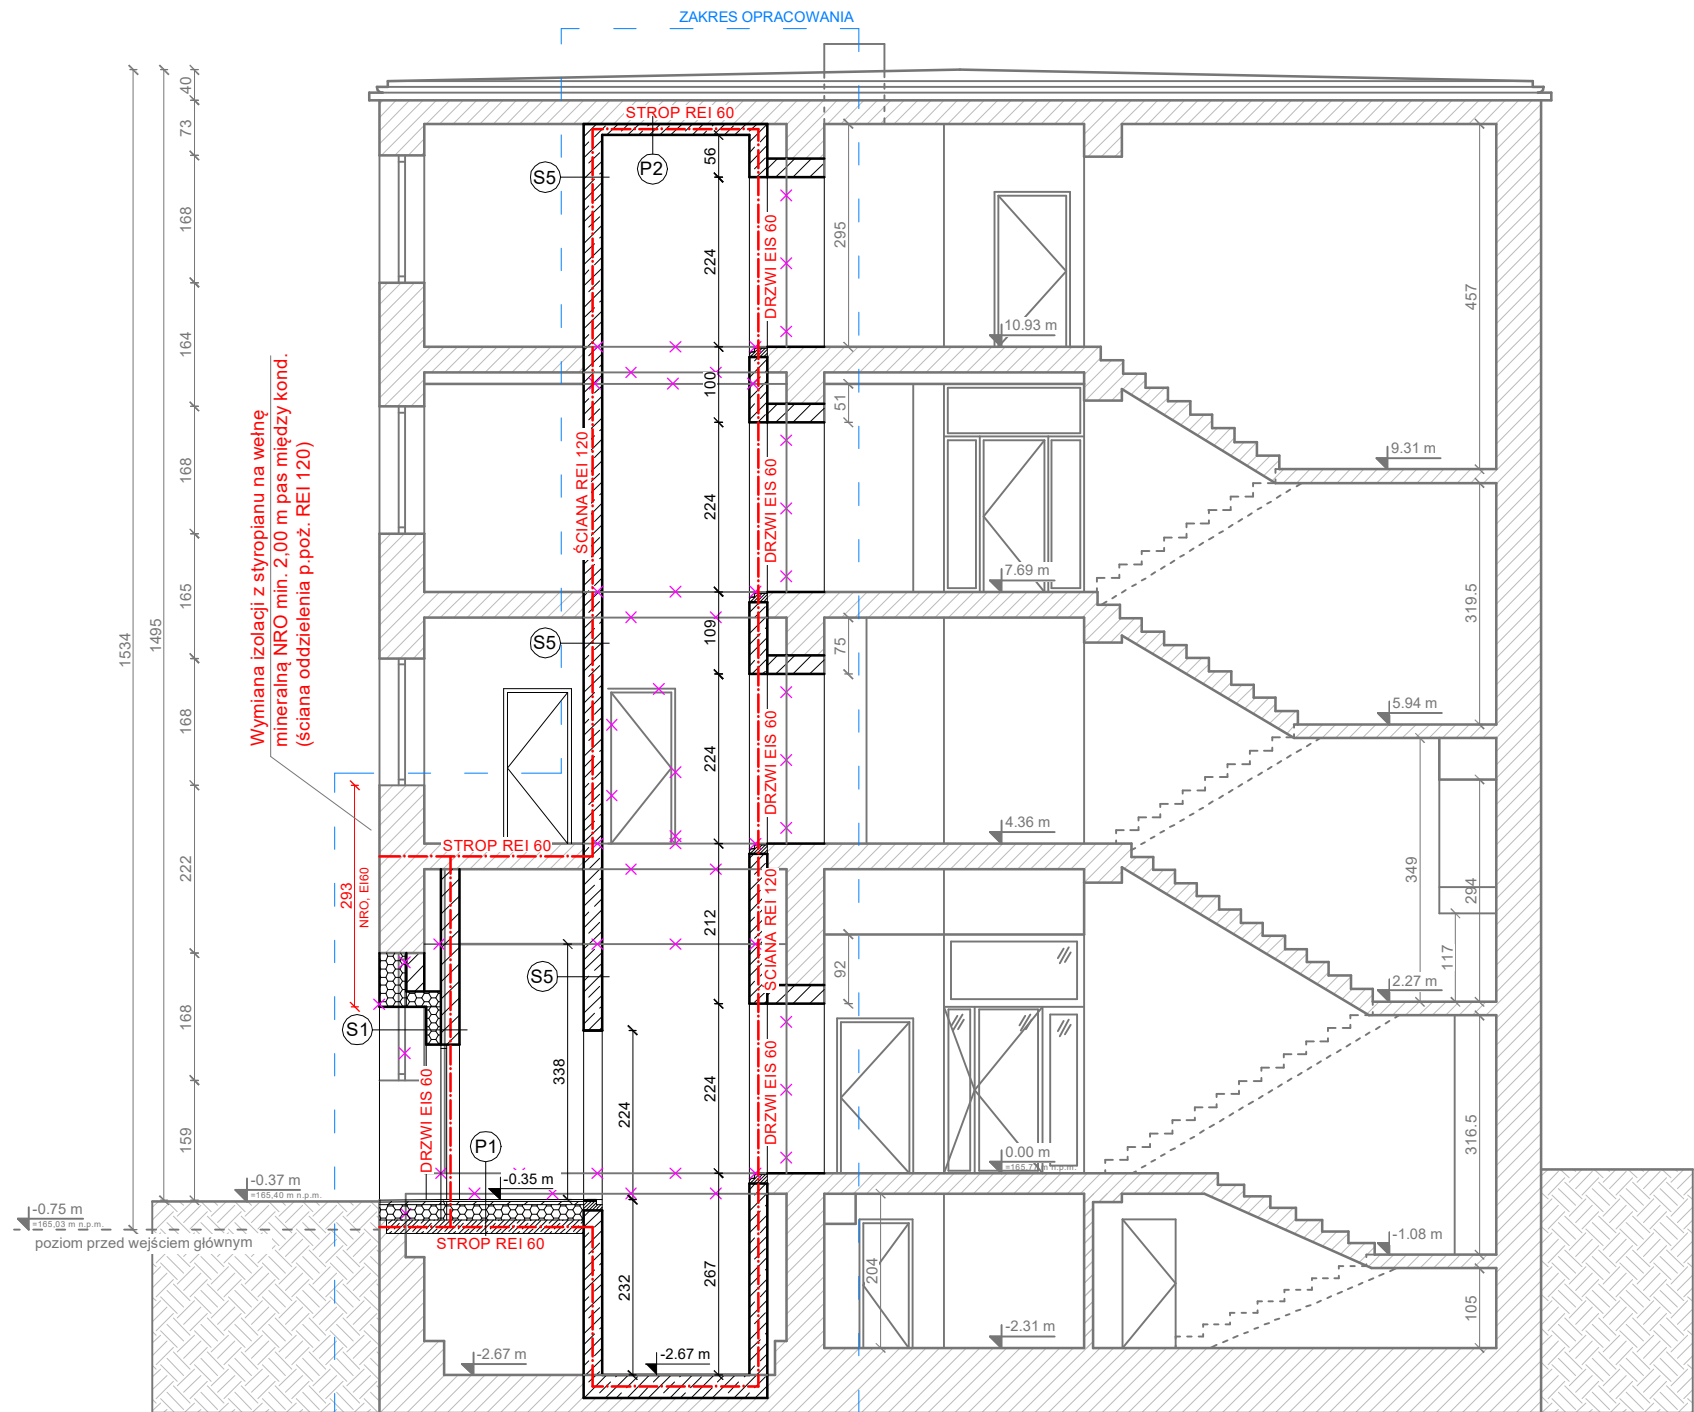 ZAKRES OPRACOWANIA
STROP REI 60
P2
S5
40
73
168
164
168
165
168
222
168
159
1534
1495
56
224
100
224
109
224
212
224
267
DRZWI EIS 60
DRZWI EIS 60
DRZWI EIS 60
ŚCIANA REI 120
DRZWI EIS 60
ŚCIANA REI 120
295
51
75
92
10.93 m
457
9.31 m
7.69 m
319.5
5.94 m
4.36 m
349
294
117
2.27 m
316.5
0.00 m
-1.08 m
105
204
-2.31 m
Wymiana izolacji z styropianu na wełnę
mineralną NRO min. 2,00 m pas między kond.
(ściana oddzielenia p.poż. REI 120)
S5
STROP REI 60
293
NRO, EI60
S5
S1
338
224
DRZWI EIS 60
P1
-0.35 m
-0.37 m
=165,40 m n.p.m.
-0.75 m
=165,03 m n.p.m.
poziom przed wejściem głównym
STROP REI 60
232
-2.67 m
-2.67 m